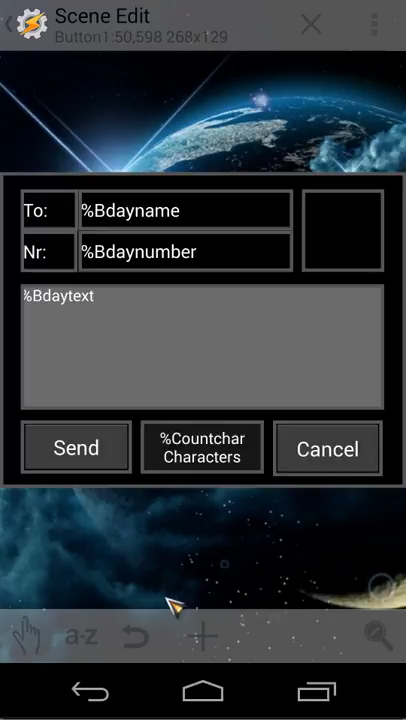 Scene Edit
Button1:50,598 268x129
To:
%Bdayname
Nr:
%Bdaynumber
%Bdaytext
Send
%Countchar
Characters
Cancel
a-z